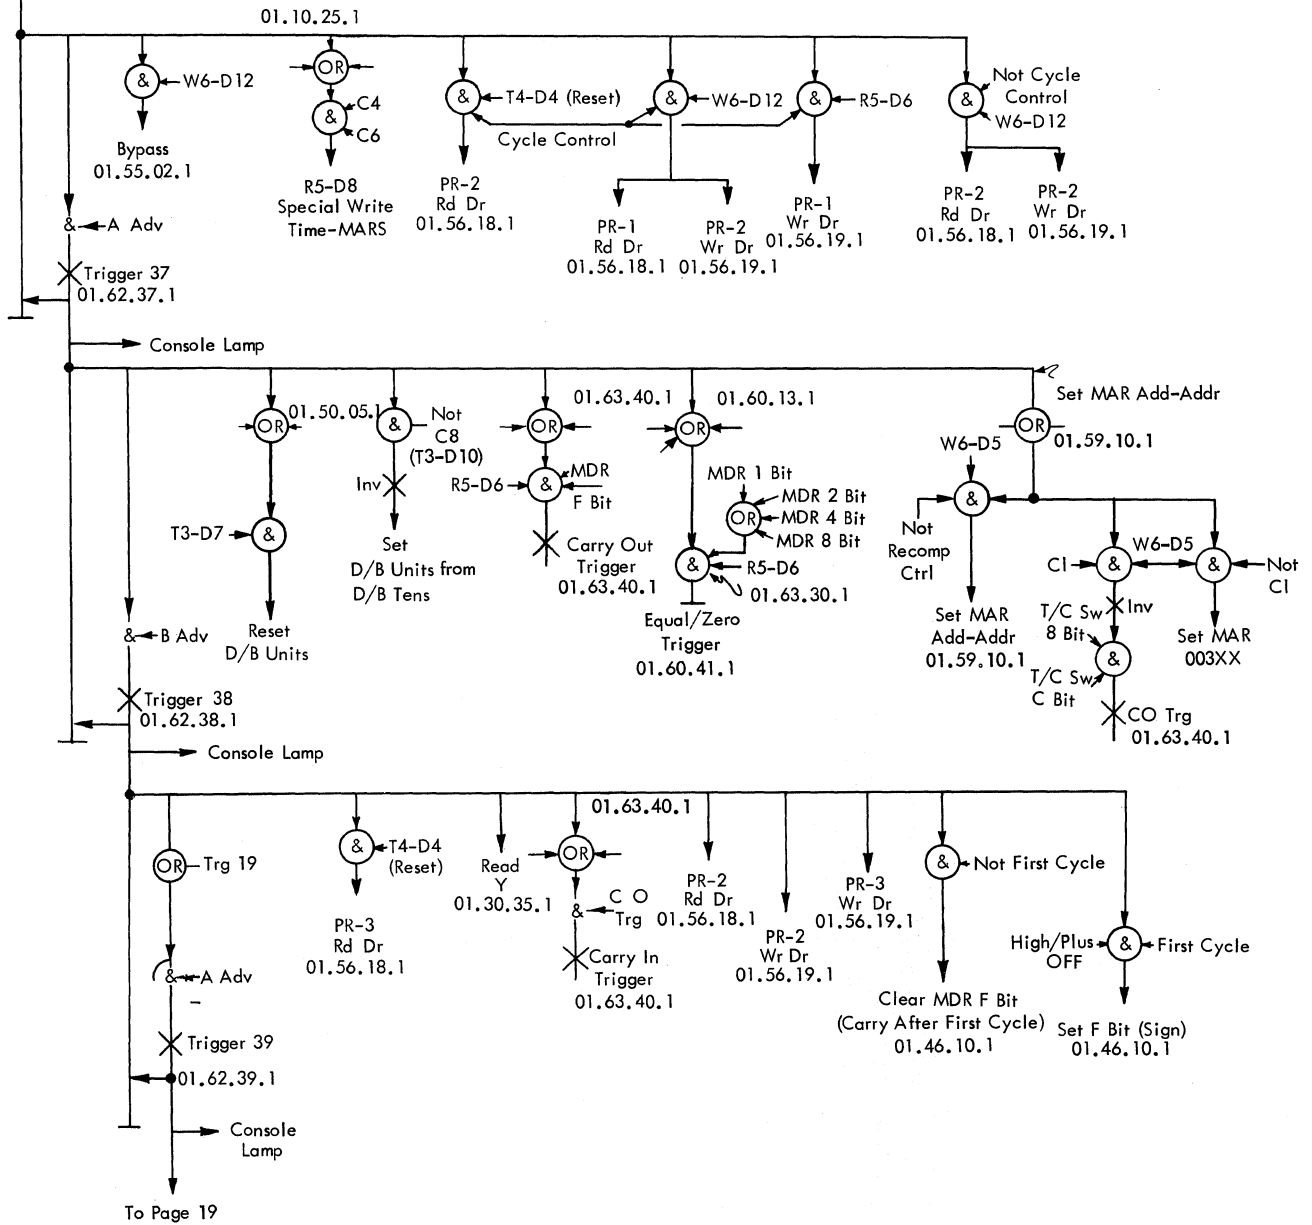 01.10.25.1
OR
&
W6-D12
&
C4
C6
&
T4-D4 (Reset)
&
W6-D12
&
R5-D6
&
Not Cycle
Control
W6-D12
Cycle Control
Bypass
01.55.02.1
R5-D8
Special Write
Time-MARS
PR-2
Rd Dr
01.56.18.1
PR-1
Rd Dr
01.56.18.1
PR-2
Wr Dr
01.56.19.1
PR-1
Wr Dr
01.56.19.1
PR-2
Rd Dr
01.56.18.1
PR-2
Wr Dr
01.56.19.1
&
A Adv
Trigger 37
01.62.37.1
Console Lamp
OR
01.50.05.1
&
Not
C8
(T3-D10)
Inv
Set
D/B Units from
D/B Tens
T3-D7
&
Reset
D/B Units
01.63.40.1
OR
R5-D6
&
MDR
F Bit
Carry Out
Trigger
01.63.40.1
01.60.13.1
OR
MDR 1 Bit
OR
MDR 2 Bit
MDR 4 Bit
MDR 8 Bit
&
R5-D6
01.63.30.1
Equal/Zero
Trigger
01.60.41.1
Set MAR Add-Addr
OR
01.59.10.1
W6-D5
&
Not
Recomp
Ctrl
Set MAR
Add-Addr
01.59.10.1
CI
&
W6-D5
&
Not
CI
Inv
T/C Sw
8 Bit
&
T/C Sw
C Bit
CO Trg
01.63.40.1
Set MAR
003XX
&
B Adv
Trigger 38
01.62.38.1
Console Lamp
OR
Trg 19
&
T4-D4
(Reset)
PR-3
Rd Dr
01.56.18.1
Read
Y
01.30.35.1
01.63.40.1
OR
&
C O
Trg
Carry In
Trigger
01.63.40.1
PR-2
Rd Dr
01.56.18.1
PR-2
Wr Dr
01.56.19.1
PR-3
Wr Dr
01.56.19.1
&
Not First Cycle
Clear MDR F Bit
(Carry After First Cycle)
01.46.10.1
High/Plus
OFF
&
First Cycle
Set F Bit (Sign)
01.46.10.1
&
A Adv
Trigger 39
01.62.39.1
Console
Lamp
To Page 19